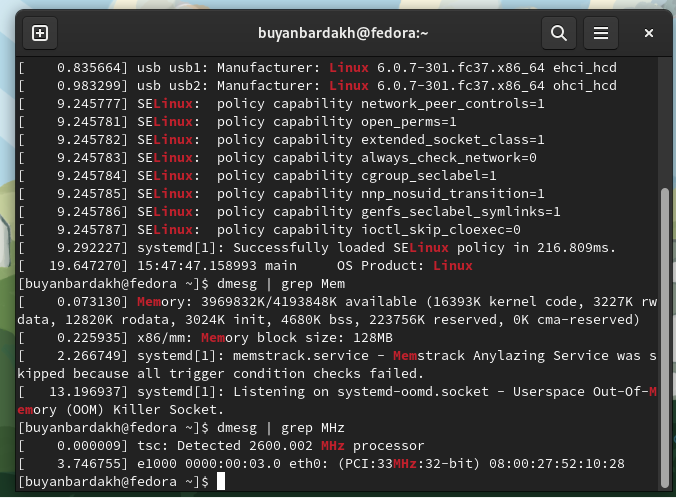 buyanbardakh@fedora:~
[    0.835664] usb usb1: Manufacturer: Linux 6.0.7-301.fc37.x86_64 ehci_hcd
[    0.983299] usb usb2: Manufacturer: Linux 6.0.7-301.fc37.x86_64 ohci_hcd
[    9.245777] SELinux:  policy capability network_peer_controls=1
[    9.245781] SELinux:  policy capability open_perms=1
[    9.245782] SELinux:  policy capability extended_socket_class=1
[    9.245783] SELinux:  policy capability always_check_network=0
[    9.245784] SELinux:  policy capability cgroup_seclabel=1
[    9.245785] SELinux:  policy capability nnp_nosuid_transition=1
[    9.245786] SELinux:  policy capability genfs_seclabel_symlinks=1
[    9.245787] SELinux:  policy capability ioctl_skip_cloexec=0
[    9.292227] systemd[1]: Successfully loaded SELinux policy in 216.809ms.
[   19.647270] 15:47:47.158993 main     OS Product: Linux
[buyanbardakh@fedora ~]$ dmesg | grep Mem
[    0.073130] Memory: 3969832K/4193848K available (16393K kernel code, 3227K rw
data, 12820K rodata, 3024K init, 4680K bss, 223756K reserved, 0K cma-reserved)
[    0.225935] x86/mm: Memory block size: 128MB
[    2.266749] systemd[1]: memstrack.service - Memstrack Anylazing Service was s
kipped because all trigger condition checks failed.
[   13.196937] systemd[1]: Listening on systemd-oomd.socket - Userspace Out-Of-M
emory (OOM) Killer Socket.
[buyanbardakh@fedora ~]$ dmesg | grep MHz
[    0.000009] tsc: Detected 2600.002 MHz processor
[    3.746755] e1000 0000:00:03.0 eth0: (PCI:33MHz:32-bit) 08:00:27:52:10:28
[buyanbardakh@fedora ~]$